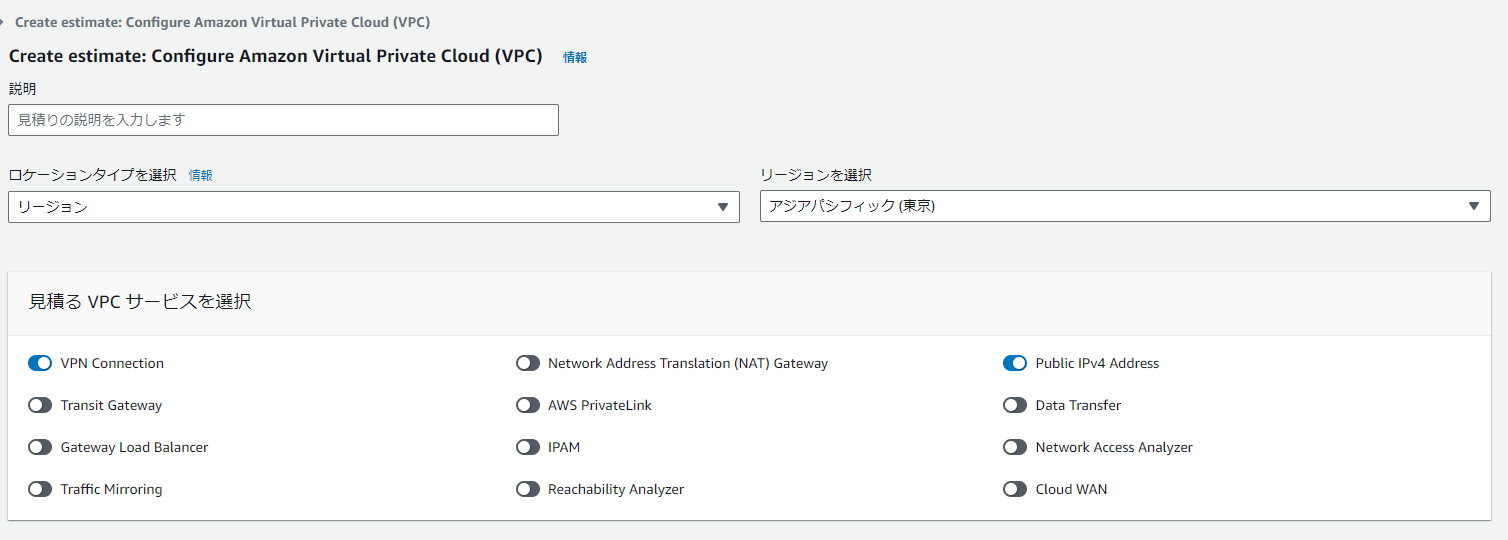 Create estimate: Configure Amazon Virtual Private Cloud (VPC)
Create estimate: Configure Amazon Virtual Private Cloud (VPC) 情報
説明
見積りの説明を入力します
ロケーションタイプを選択 情報 リージョンを選択
リージョン アジアパシフィック (東京)
見積る VPC サービスを選択
VPN Connection Network Address Translation (NAT) Gateway Public IPv4 Address
Transit Gateway AWS PrivateLink Data Transfer
Gateway Load Balancer IPAM Network Access Analyzer
Traffic Mirroring Reachability Analyzer Cloud WAN